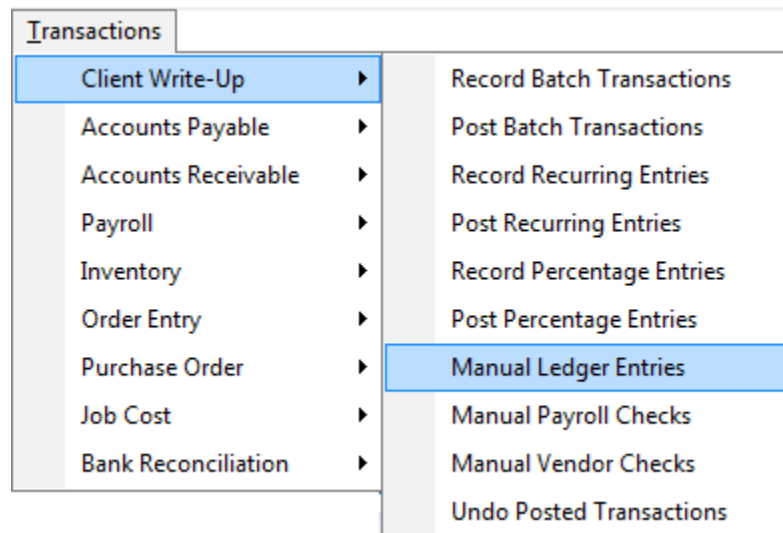 Transactions
Client Write-Up
Accounts Payable
Accounts Receivable
Payroll
Inventory
Order Entry
Purchase Order
Job Cost
Bank Reconciliation
Record Batch Transactions
Post Batch Transactions
Record Recurring Entries
Post Recurring Entries
Record Percentage Entries
Post Percentage Entries
Manual Ledger Entries
Manual Payroll Checks
Manual Vendor Checks
Undo Posted Transactions